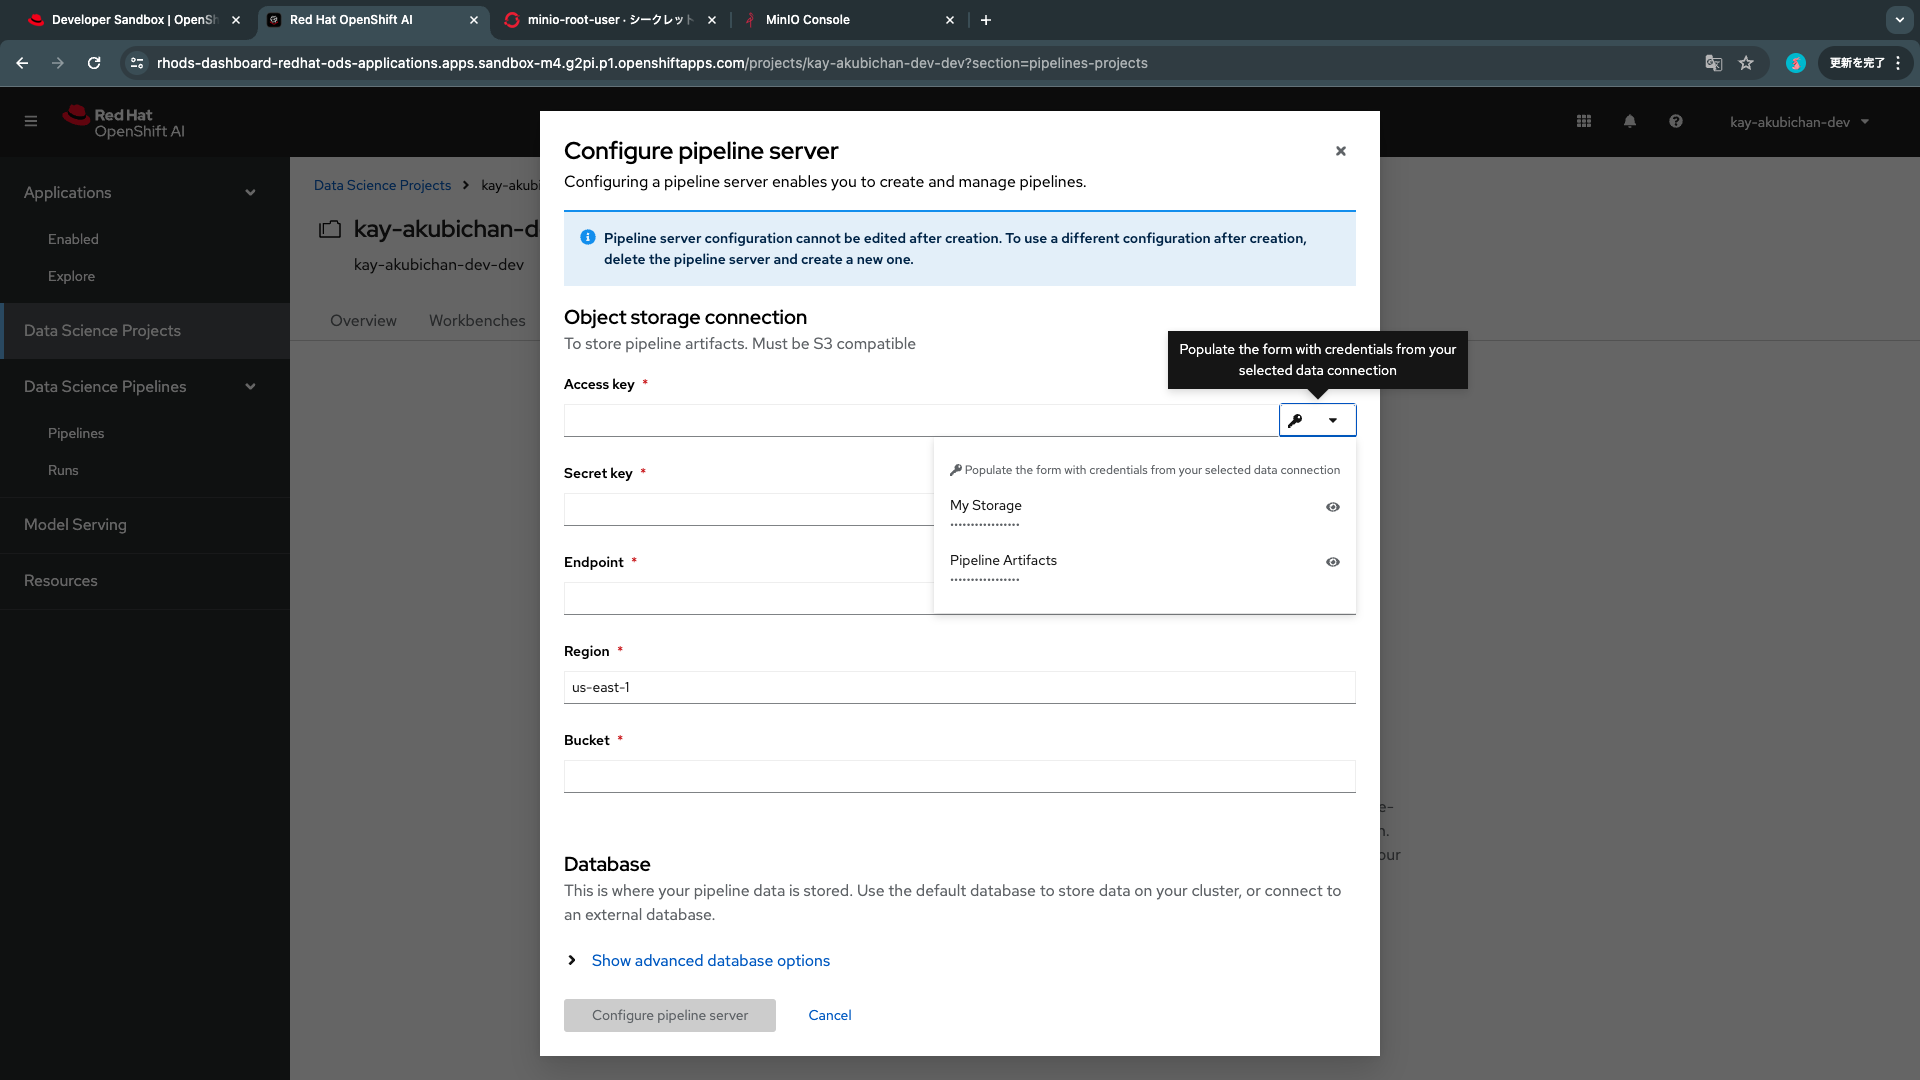 Developer Sandbox | OpenSh
Red Hat OpenShift AI
minio-root-user · シークレット
MinIO Console
rhods-dashboard-redhat-ods-applications.apps.sandbox-m4.g2pi.p1.openshiftapps.com/projects/kay-akubichan-dev-dev?section=pipelines-projects
更新を完了
Red Hat
OpenShift AI
kay-akubichan-dev
Applications
Enabled
Explore
Data Science Projects
Data Science Pipelines
Pipelines
Runs
Model Serving
Resources
Data Science Projects
kay-akubi
kay-akubichan-d
kay-akubichan-dev-dev
Overview
Workbenches
Configure pipeline server
Configuring a pipeline server enables you to create and manage pipelines.
Pipeline server configuration cannot be edited after creation. To use a different configuration after creation,
delete the pipeline server and create a new one.
Object storage connection
To store pipeline artifacts. Must be S3 compatible
Populate the form with credentials from your
selected data connection
Access key *
Populate the form with credentials from your selected data connection
My Storage
Pipeline Artifacts
Secret key *
Endpoint *
Region *
us-east-1
Bucket *
e-
n.
our
Database
This is where your pipeline data is stored. Use the default database to store data on your cluster, or connect to
an external database.
Show advanced database options
Configure pipeline server
Cancel